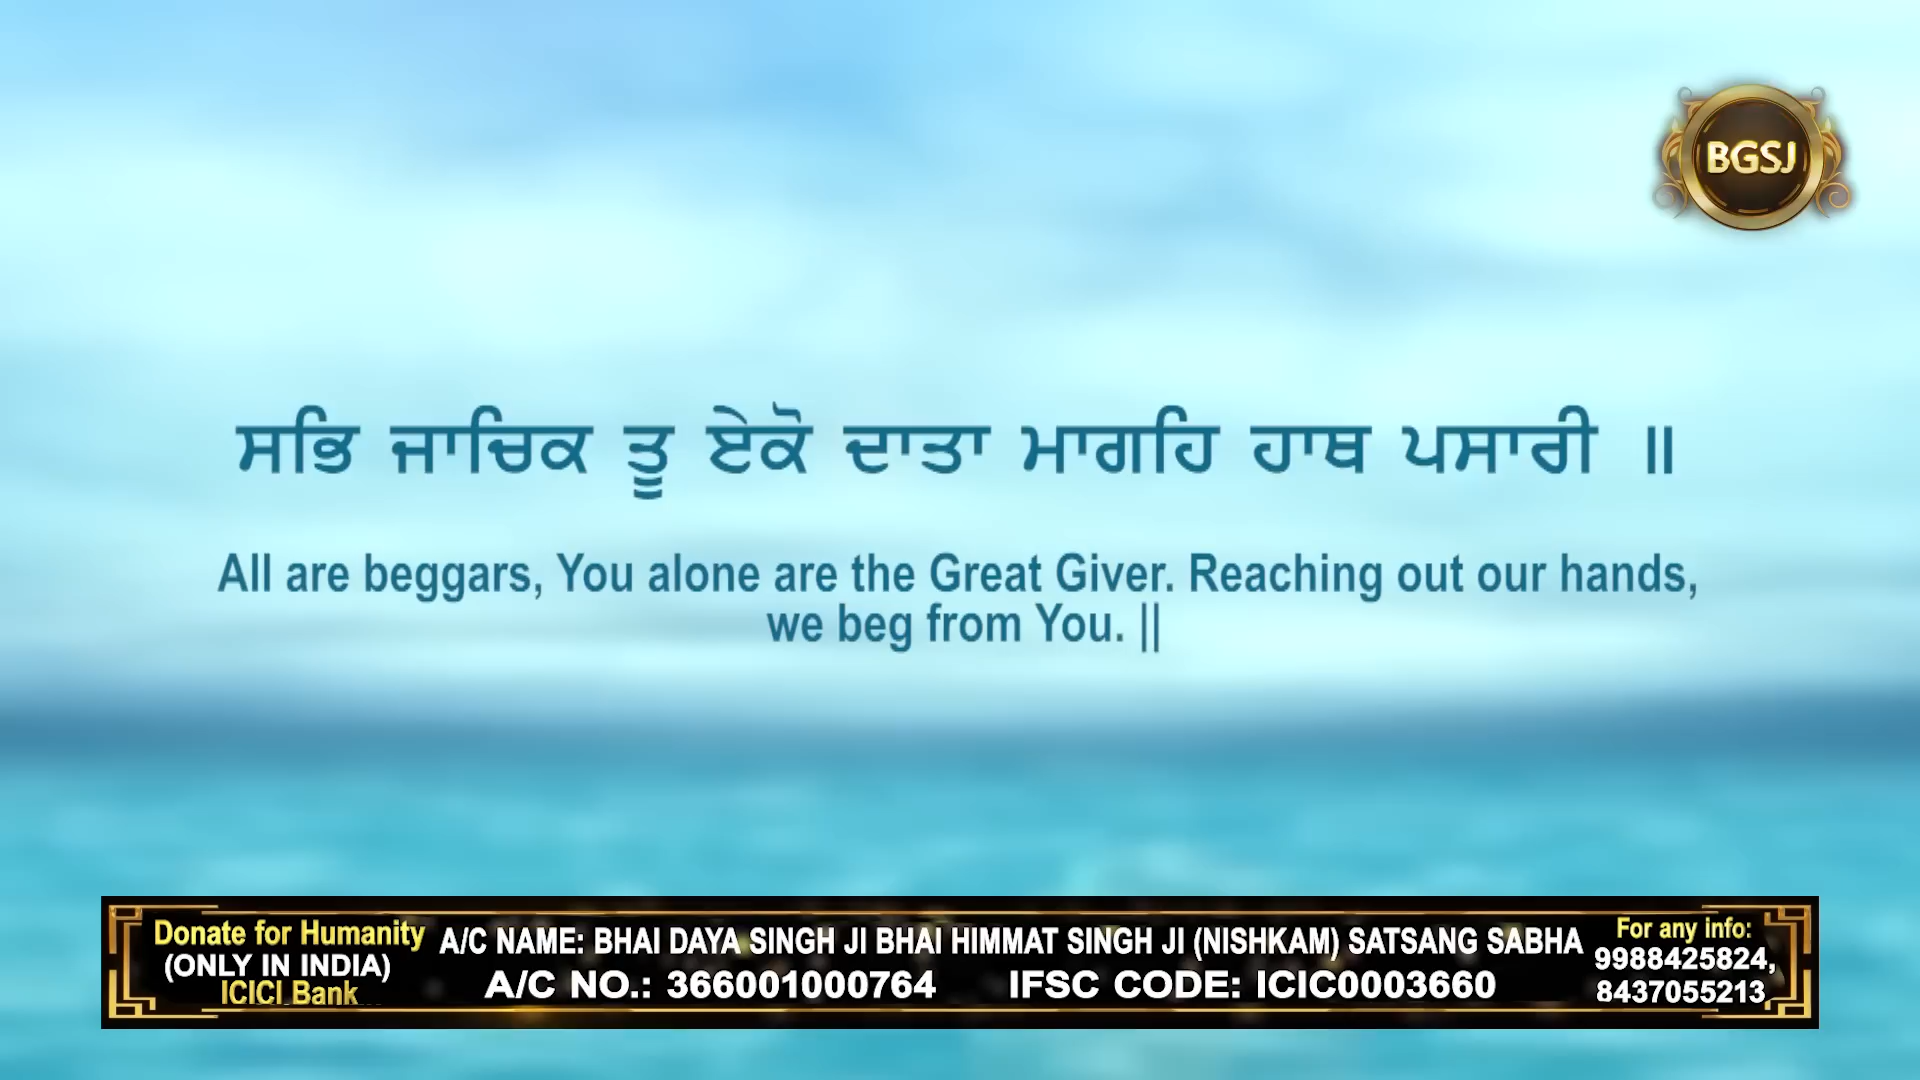 BGSJ
ਸਭਿ ਜਾਚਿਕ ਤੂ ਏਕੋ ਦਾਤਾ ਮਾਗਹਿ ਹਾਥ ਪਸਾਰੀ ॥
All are beggars, You alone are the Great Giver. Reaching out our hands,
we beg from You. ||
Donate for Humanity
(ONLY IN INDIA)
ICICI Bank
A/C NAME: BHAI DAYA SINGH JI BHAI HIMMAT SINGH JI (NISHKAM) SATSANG SABHA
A/C NO.: 366001000764 IFSC CODE: ICIC0003660
For any info:
9988425824,
8437055213